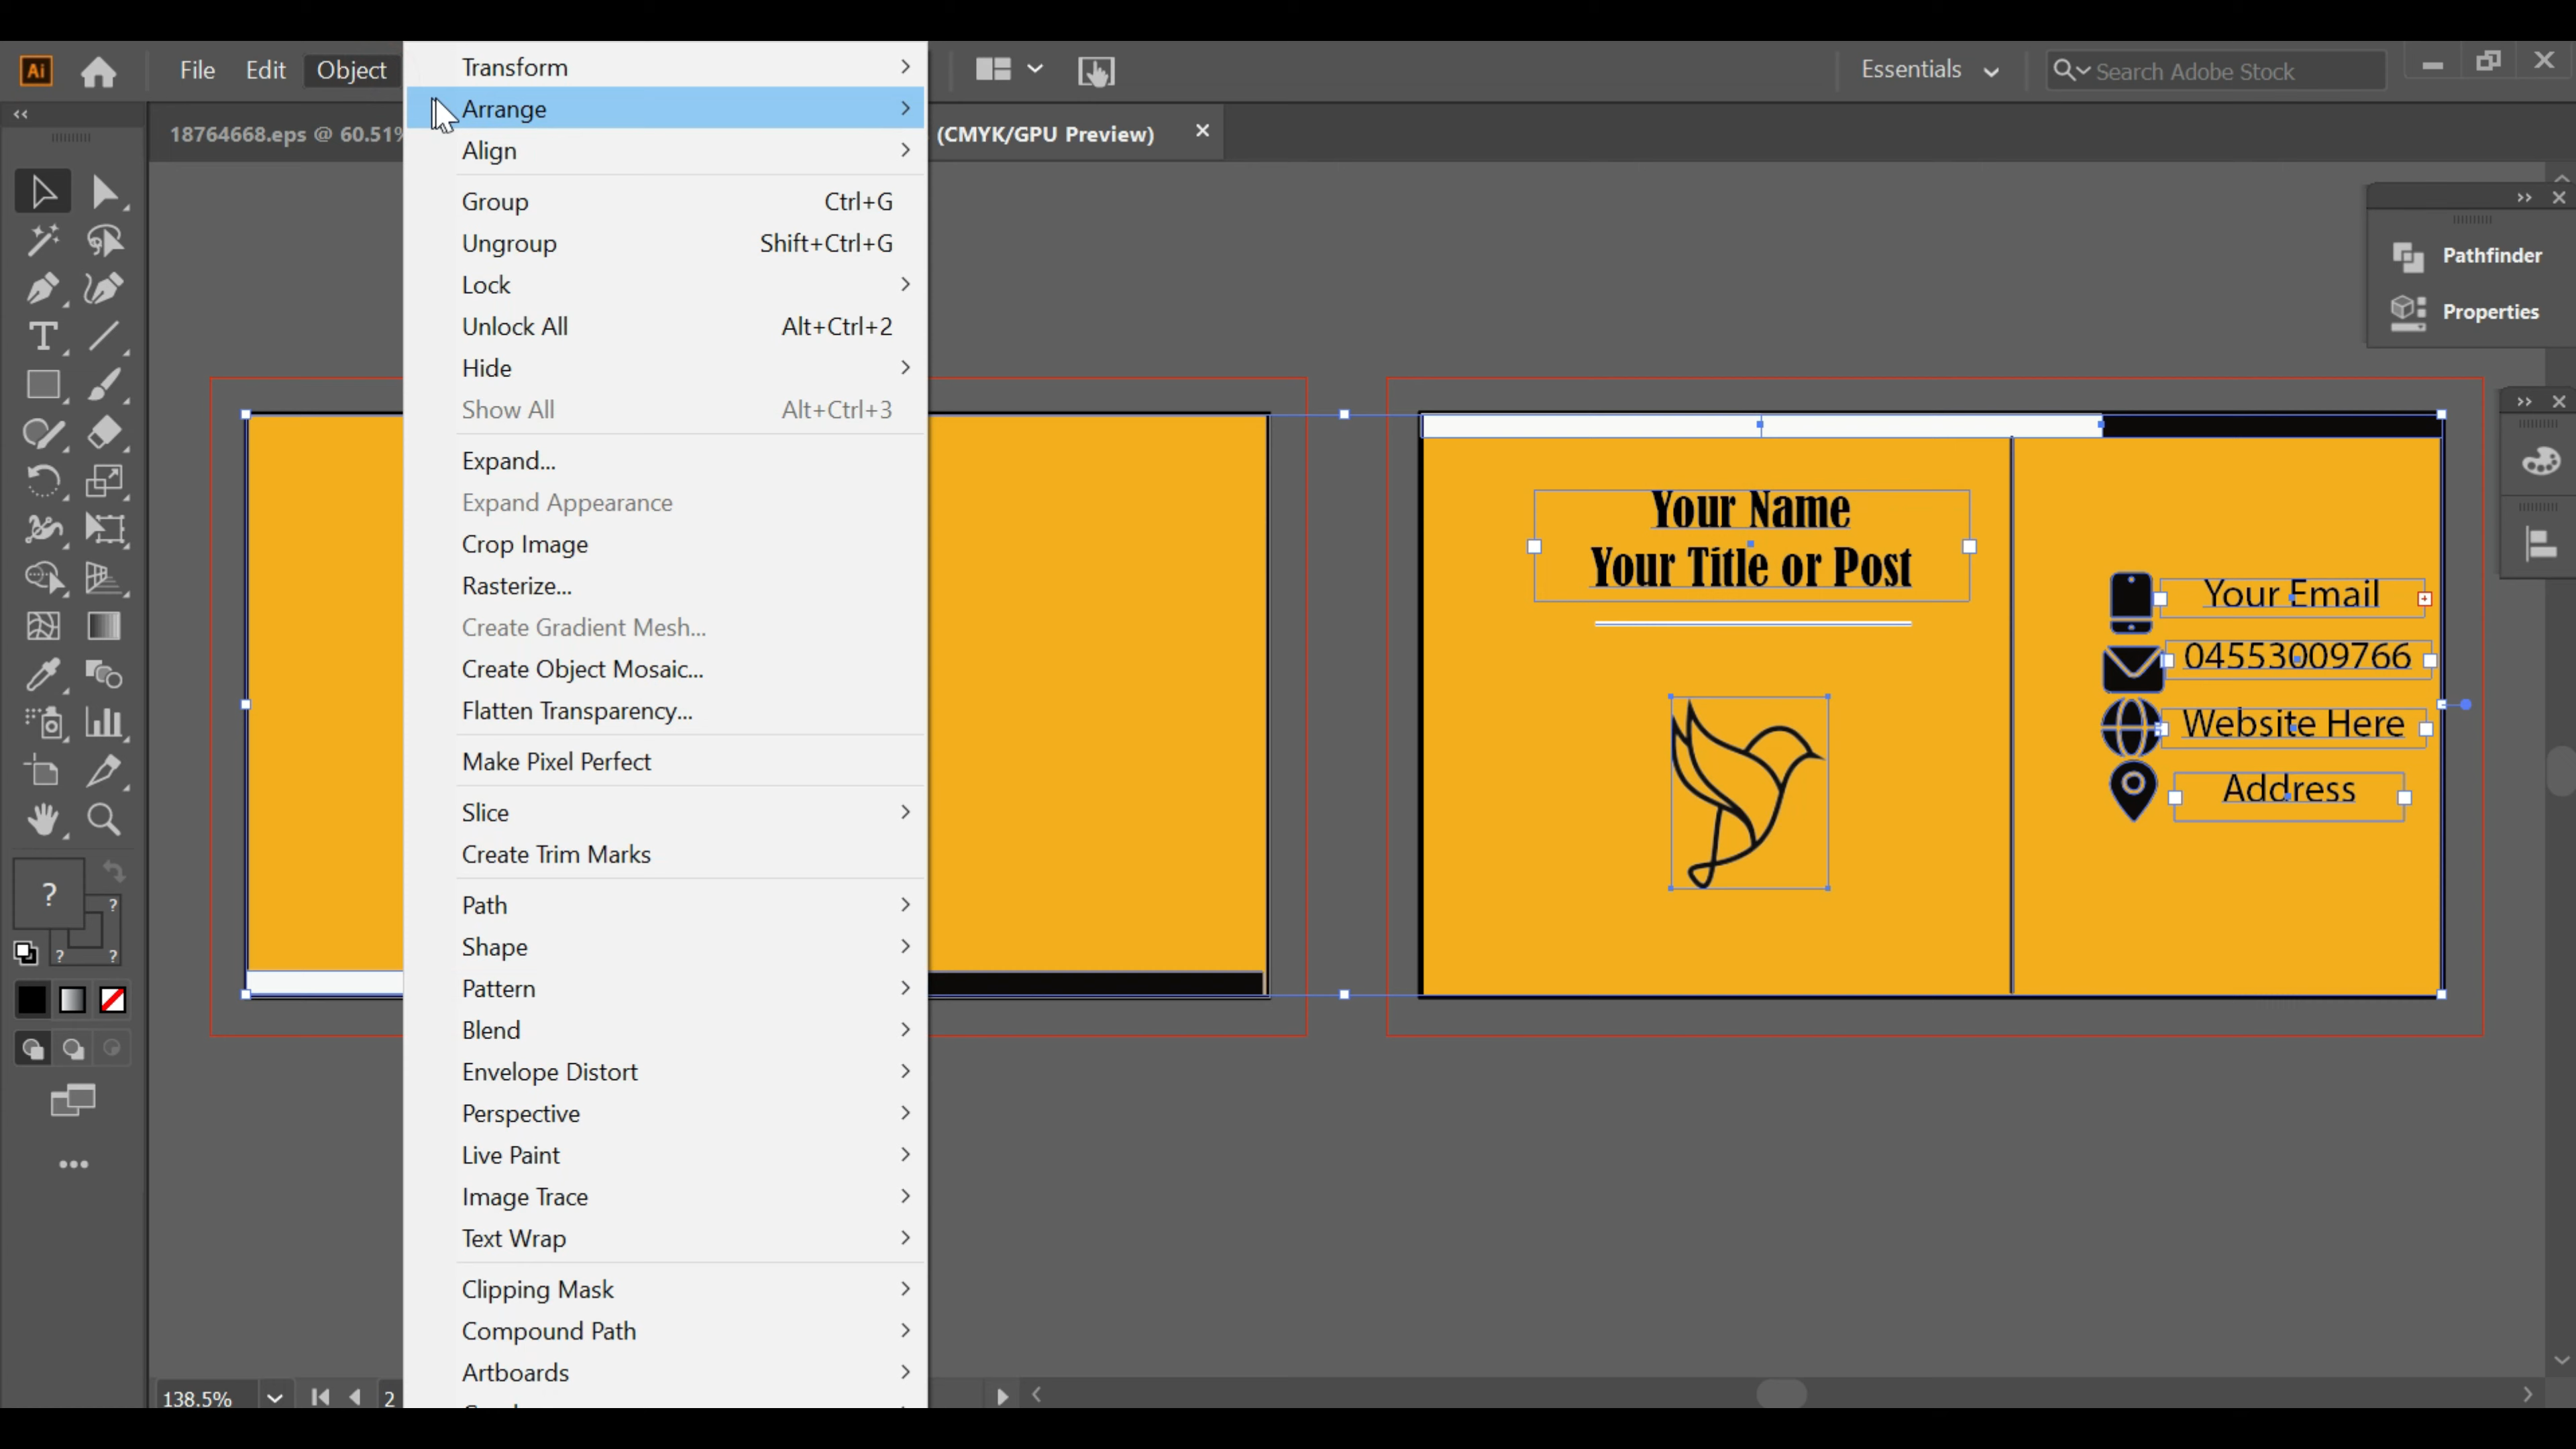 Ai
File
Edit
Object
Essentials
Search Adobe Stock
18764668.eps @ 60.51%
(CMYK/GPU Preview)
Transform
Arrange
Align
Group Ctrl+G
Ungroup Shift+Ctrl+G
Lock
Unlock All Alt+Ctrl+2
Hide
Show All Alt+Ctrl+3
Expand...
Expand Appearance
Crop Image
Rasterize...
Create Gradient Mesh...
Create Object Mosaic...
Flatten Transparency...
Make Pixel Perfect
Slice
Create Trim Marks
Path
Shape
Pattern
Blend
Envelope Distort
Perspective
Live Paint
Image Trace
Text Wrap
Clipping Mask
Compound Path
Artboards
Pathfinder
Properties
Your Name
Your Title or Post
Your Email
04553009766
Website Here
Address
?
?
?
?
138.5%
2